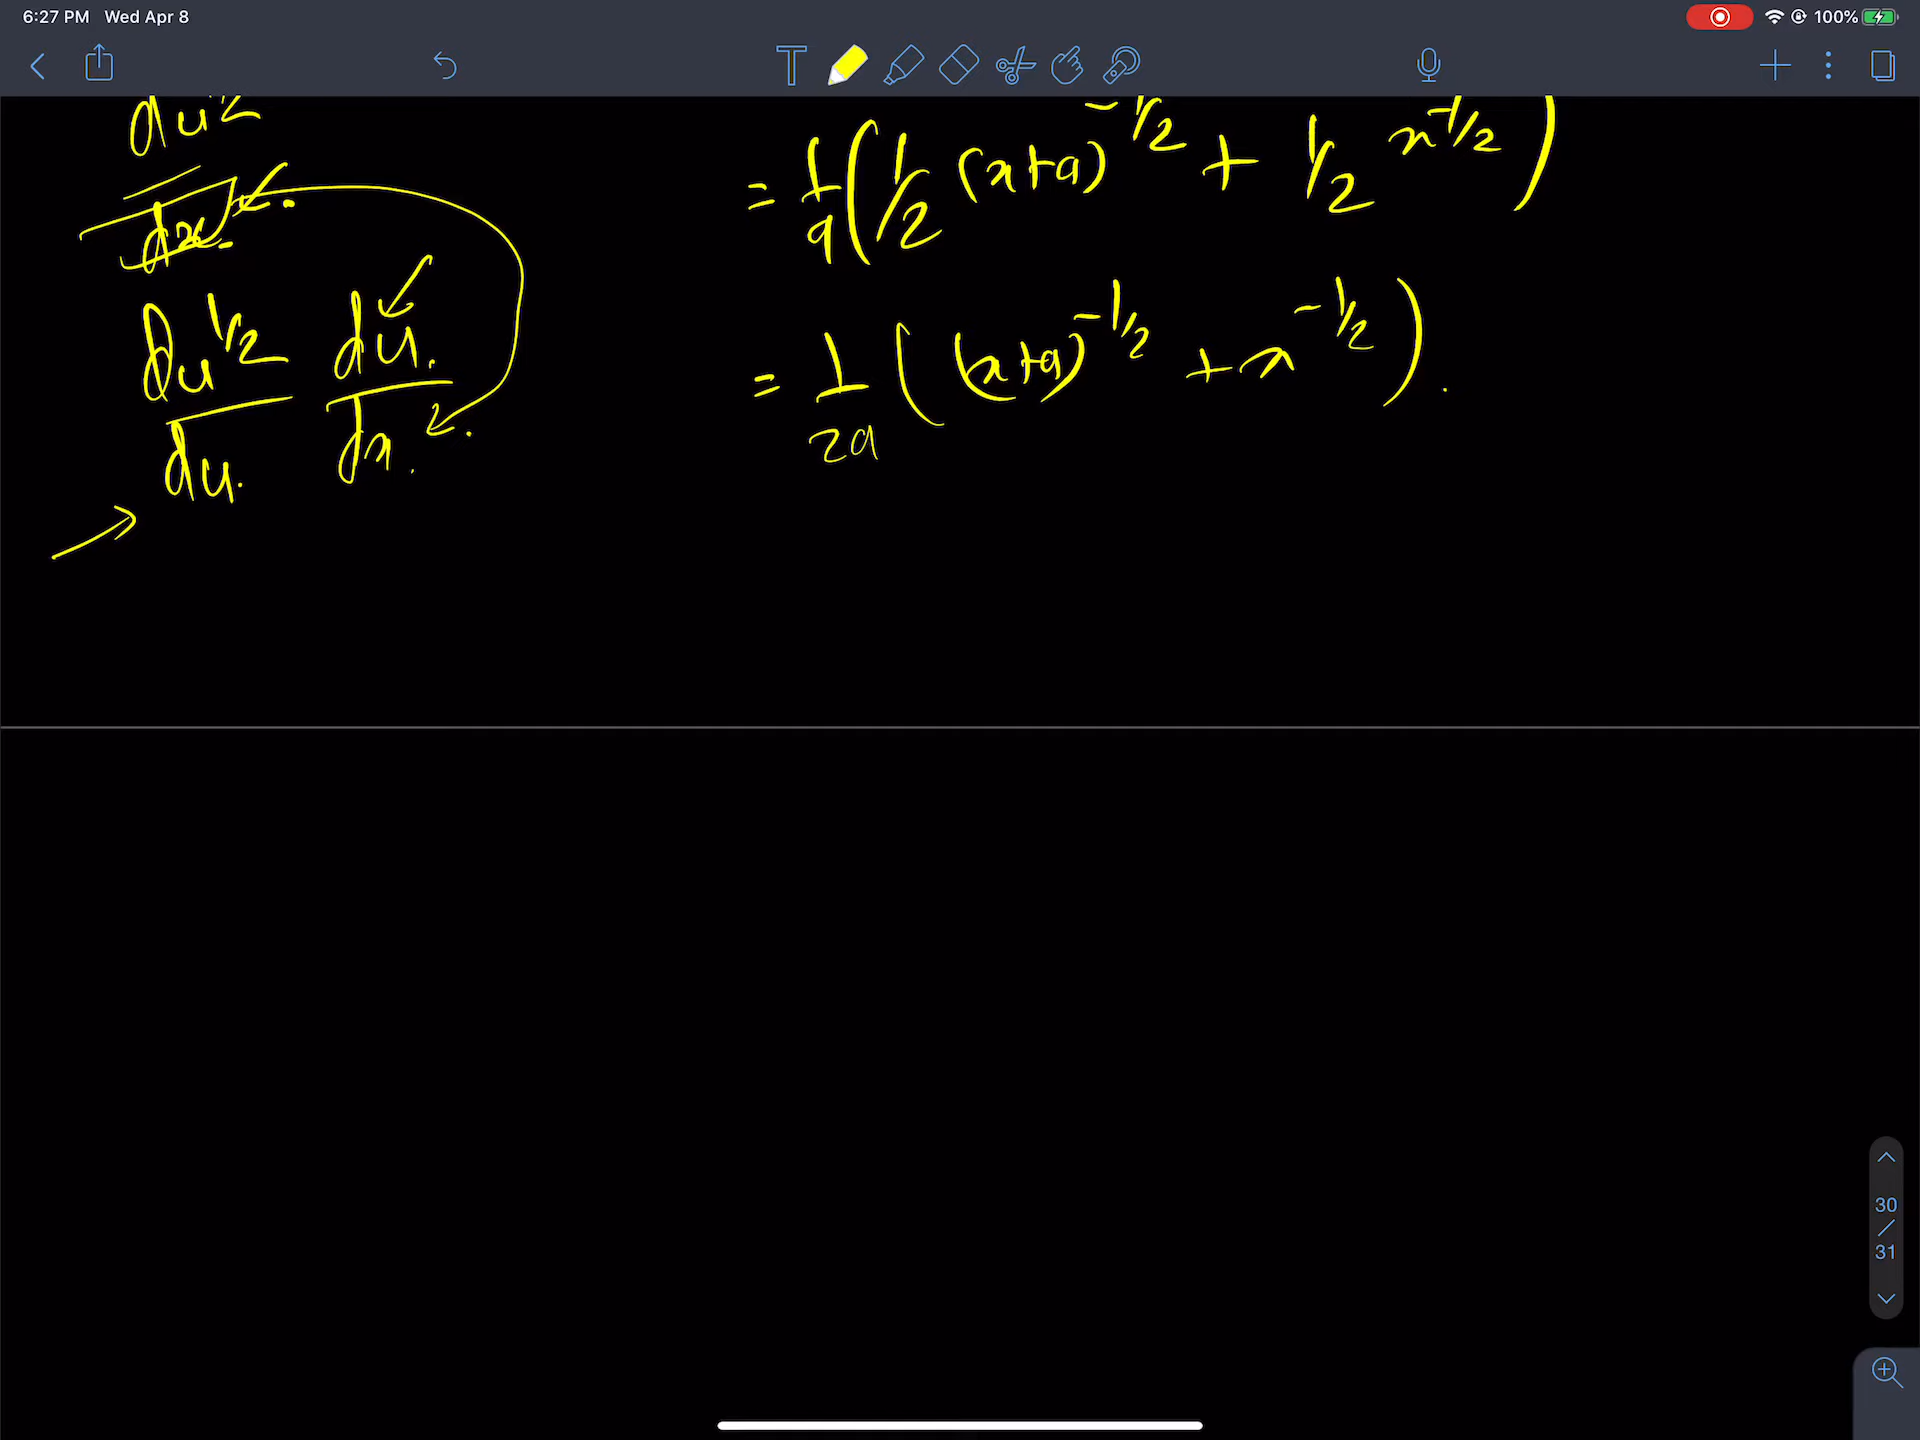 6:27 PM Wed Apr 8
100%
du^1/2
dx
du^1/2 / du. du. / dx.
= 1/a (1/2 (x+a)^-1/2 + 1/2 x^-1/2)
= 1/2a ((x+a)^-1/2 + x^-1/2).
30
/
31